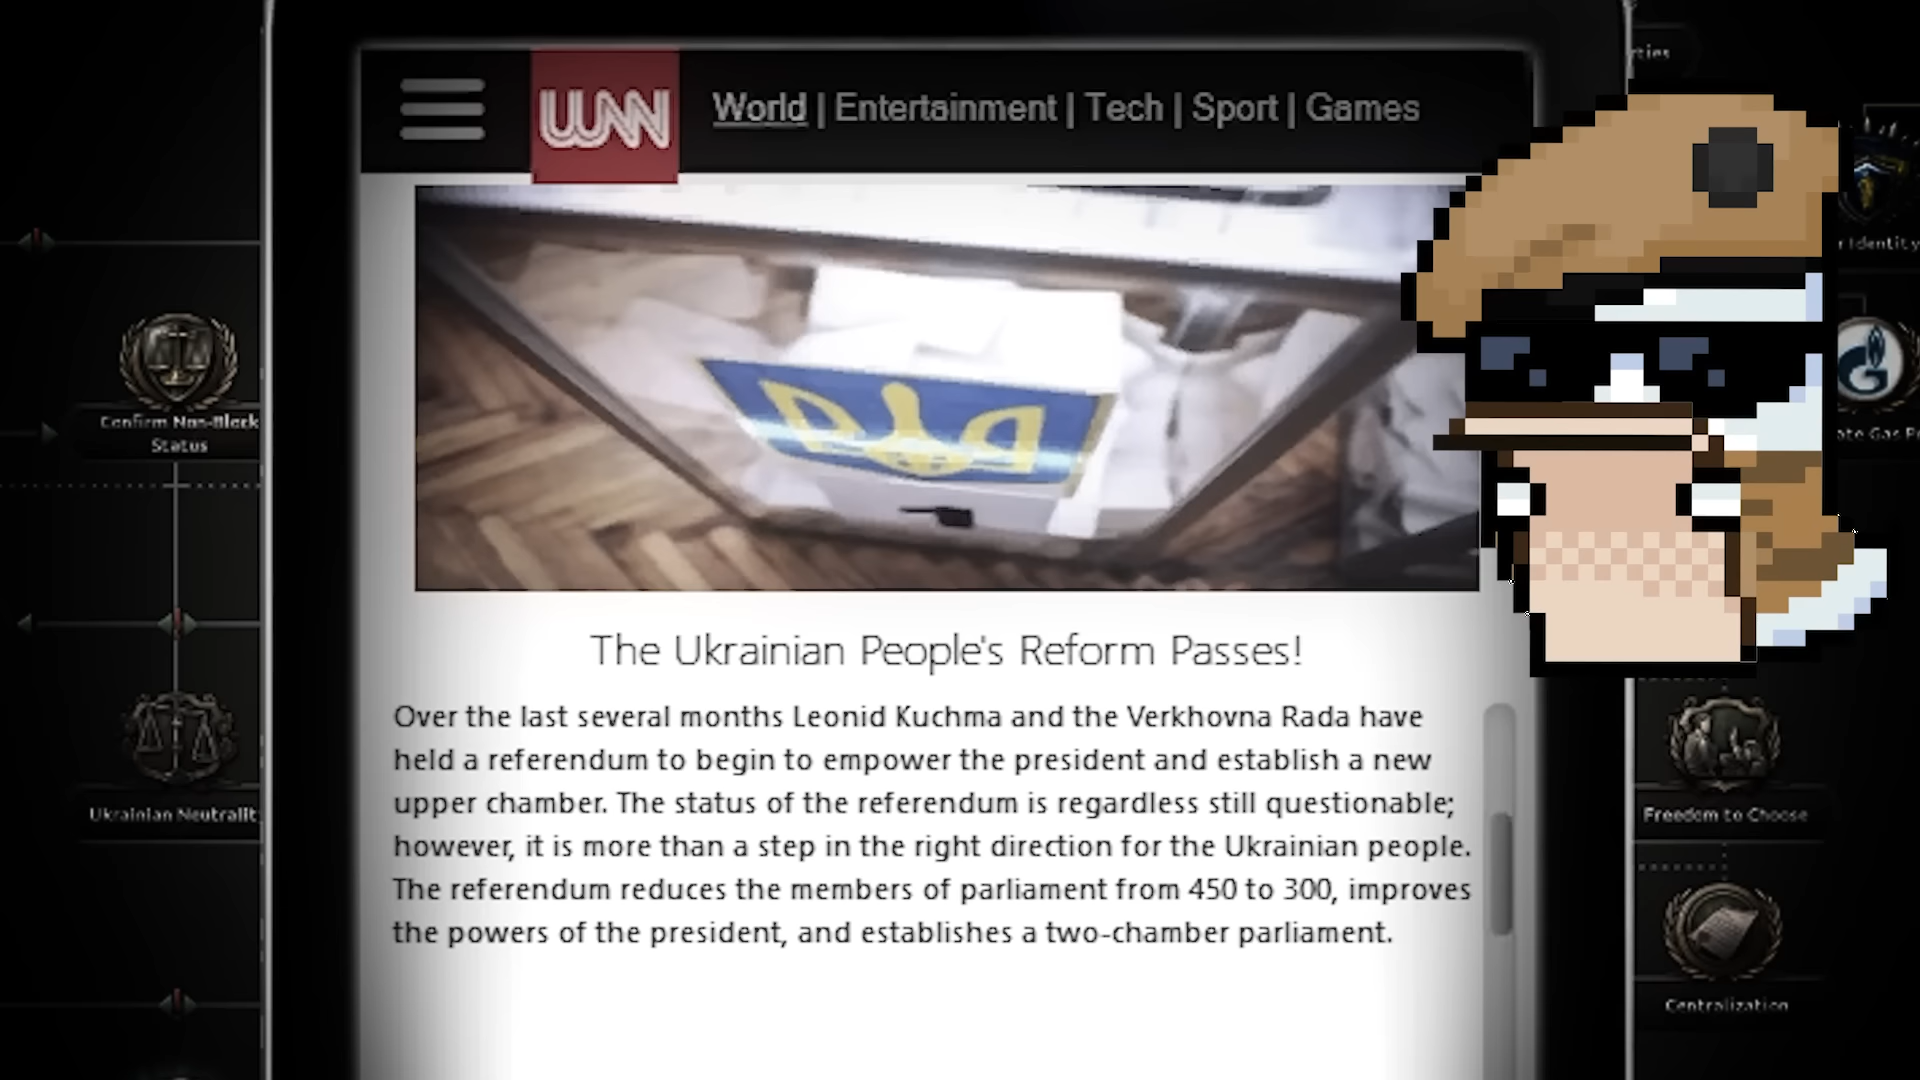 WNN
World | Entertainment | Tech | Sport | Games
The Ukrainian People's Reform Passes!
Over the last several months Leonid Kuchma and the Verkhovna Rada have
held a referendum to begin to empower the president and establish a new
upper chamber. The status of the referendum is regardless still questionable;
however, it is more than a step in the right direction for the Ukrainian people.
The referendum reduces the members of parliament from 450 to 300, improves
the powers of the president, and establishes a two-chamber parliament.
Confirm Non-Block
Status
Ukrainian
Identity
Freedom to Choose
Centralization